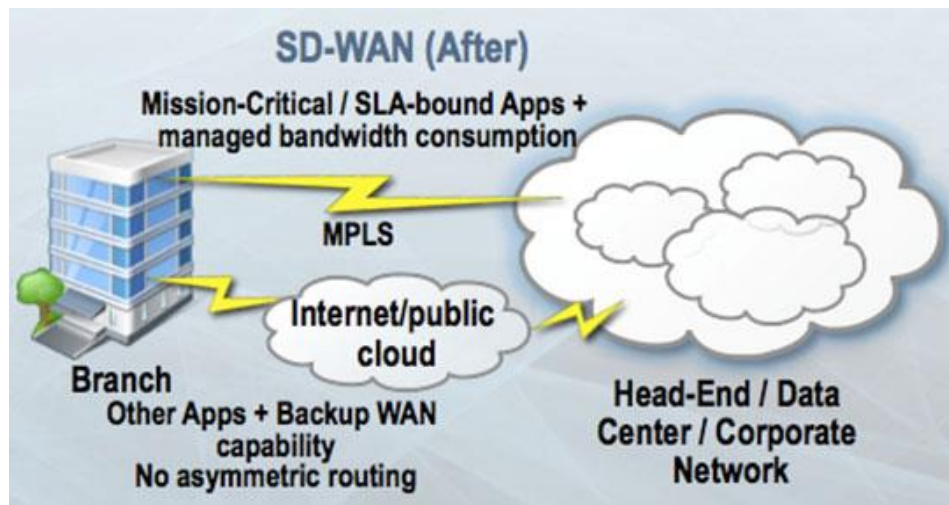 SD-WAN (After)
Mission-Critical / SLA-bound Apps +
managed bandwidth consumption
MPLS
Internet/public
cloud
Branch
Other Apps + Backup WAN
capability
No asymmetric routing
Head-End / Data
Center / Corporate
Network